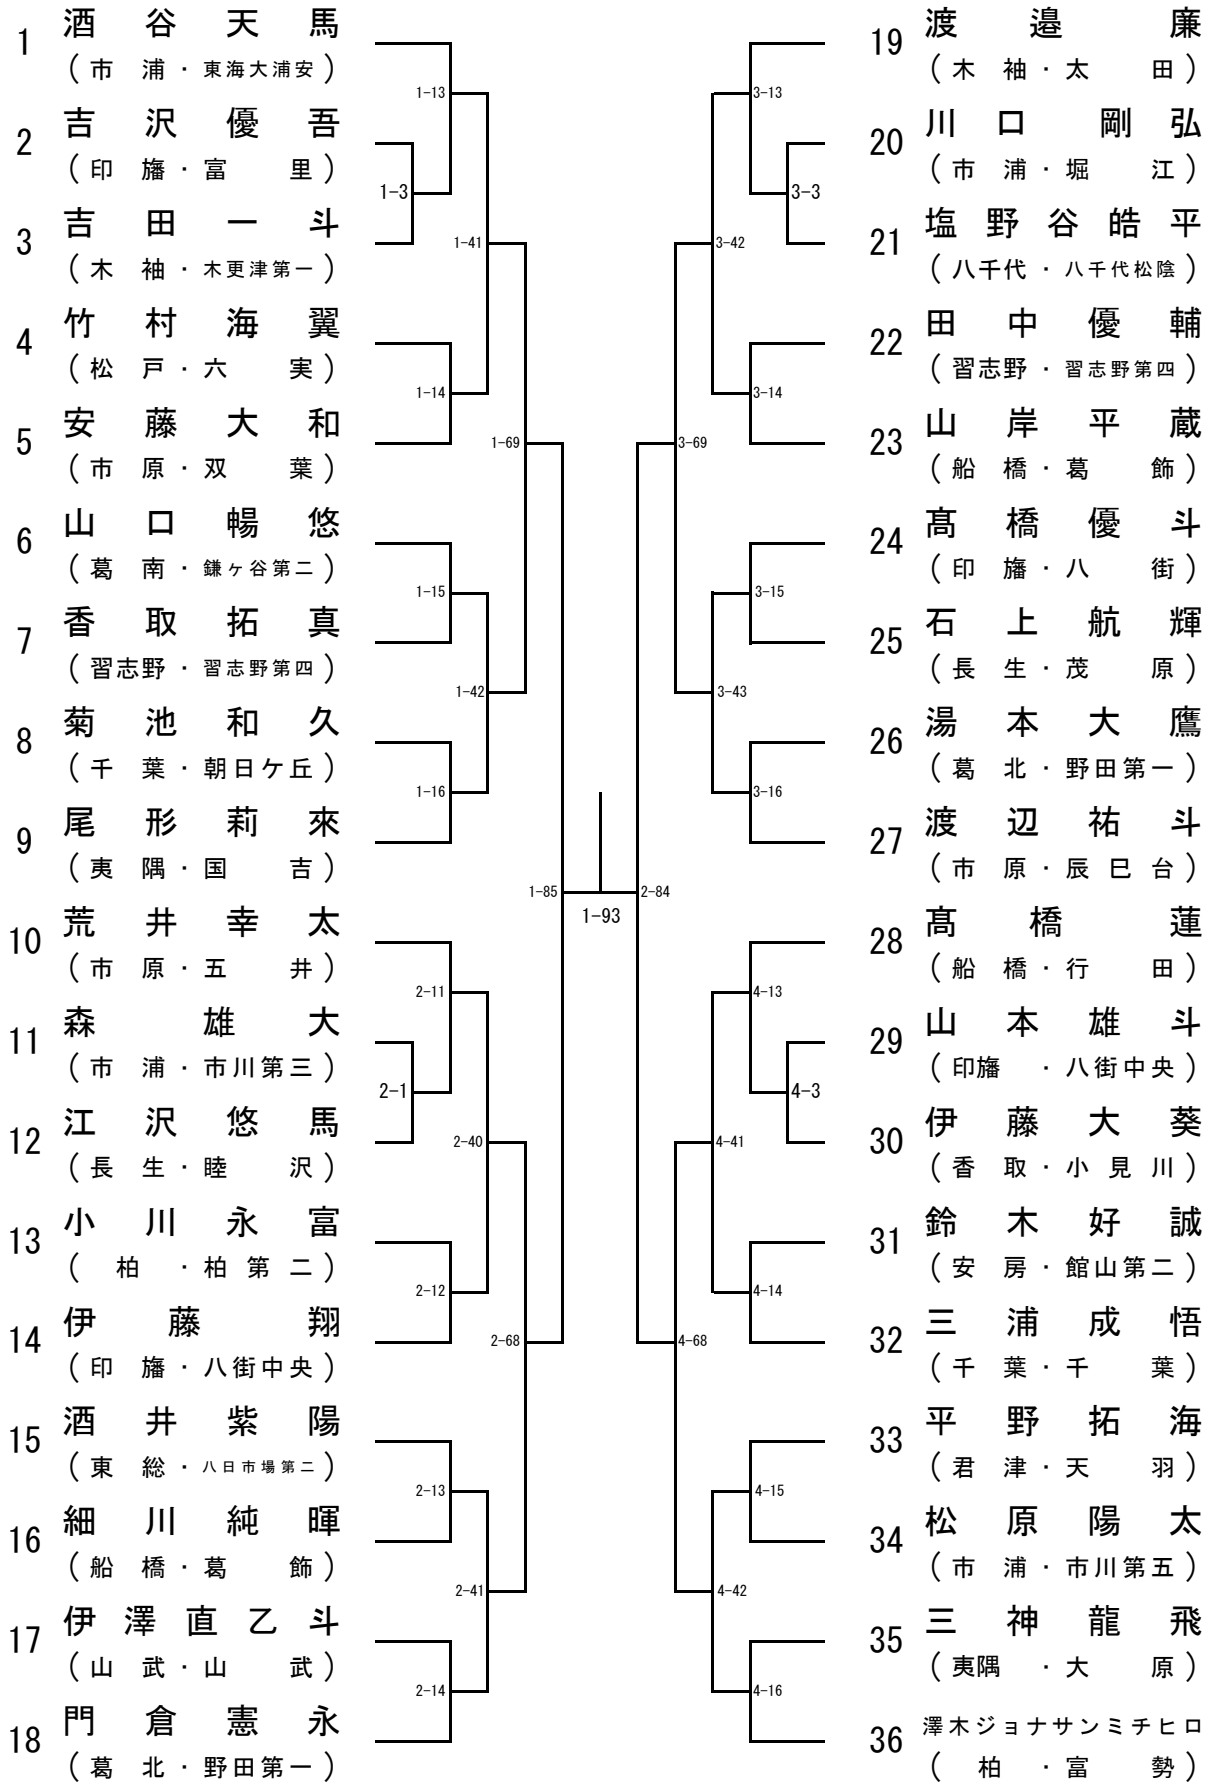 1 酒谷天馬
(市浦・東海大浦安)
2 吉沢優吾
(印旛・富里)
3 吉田一斗
(木袖・木更津第一)
4 竹村海翼
(松戸・六実)
5 安藤大和
(市原・双葉)
6 山口暢悠
(葛南・鎌ヶ谷第二)
7 香取拓真
(習志野・習志野第四)
8 菊池和久
(千葉・朝日ケ丘)
9 尾形莉來
(夷隅・国吉)
10 荒井幸太
(市原・五井)
11 森雄大
(市浦・市川第三)
12 江沢悠馬
(長生・睦沢)
13 小川永富
(柏・柏第二)
14 伊藤翔
(印旛・八街中央)
15 酒井紫陽
(東総・八日市場第二)
16 細川純暉
(船橋・葛飾)
17 伊澤直乙斗
(山武・山武)
18 門倉憲永
(葛北・野田第一)
1-13
1-3
1-41
1-14
1-69
1-15
1-42
1-16
1-85
2-11
2-1
2-40
2-12
2-68
2-13
2-41
2-14
1-93
3-13
3-3
3-42
3-14
3-69
3-15
3-43
3-16
2-84
4-13
4-3
4-41
4-14
4-68
4-15
4-42
4-16
19 渡邉廉
(木袖・太田)
20 川口剛弘
(市浦・堀江)
21 塩野谷皓平
(八千代・八千代松陰)
22 田中優輔
(習志野・習志野第四)
23 山岸平蔵
(船橋・葛飾)
24 髙橋優斗
(印旛・八街)
25 石上航輝
(長生・茂原)
26 湯本大鷹
(葛北・野田第一)
27 渡辺祐斗
(市原・辰巳台)
28 髙橋蓮
(船橋・行田)
29 山本雄斗
(印旛・八街中央)
30 伊藤大葵
(香取・小見川)
31 鈴木好誠
(安房・館山第二)
32 三浦成悟
(千葉・千葉)
33 平野拓海
(君津・天羽)
34 松原陽太
(市浦・市川第五)
35 三神龍飛
(夷隅・大原)
36 澤木ジョナサンミチヒロ
(柏・富勢)